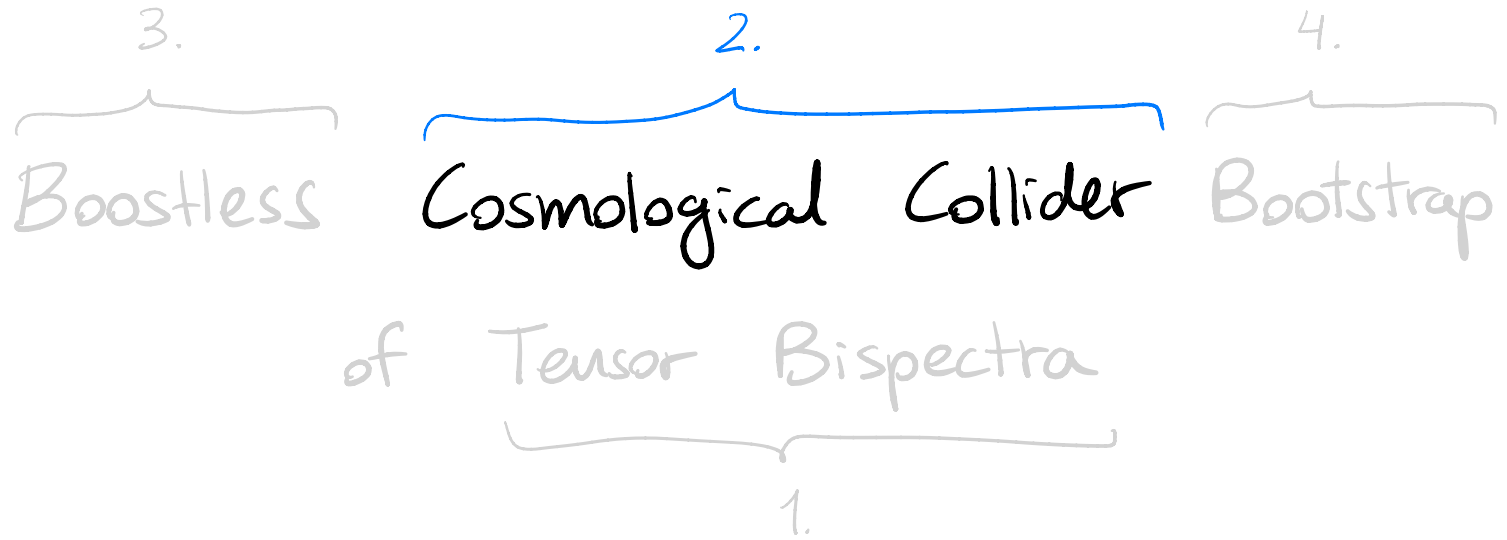 3. 2. 4.
Boostless Cosmological Collider Bootstrap
of Tensor Bispectra
1.